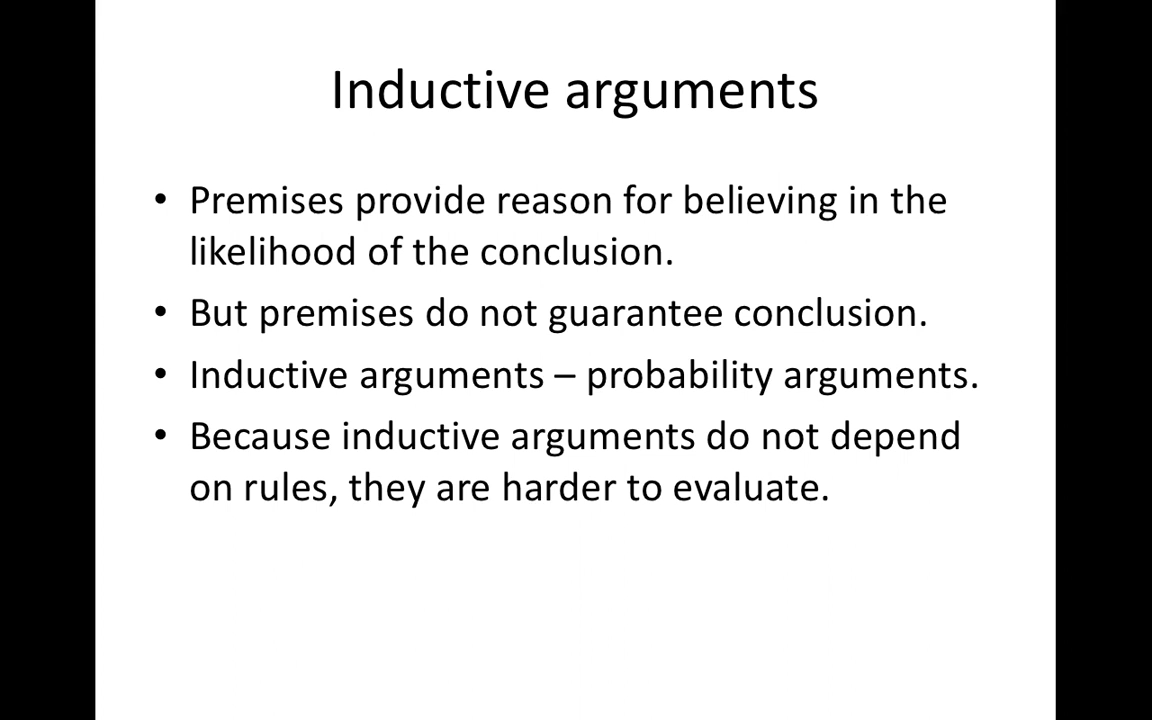 Inductive arguments
• Premises provide reason for believing in the
likelihood of the conclusion.
• But premises do not guarantee conclusion.
• Inductive arguments – probability arguments.
• Because inductive arguments do not depend
on rules, they are harder to evaluate.